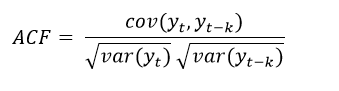 ACF = cov(y_t, y_{t-k}) / √var(y_t) √var(y_{t-k})